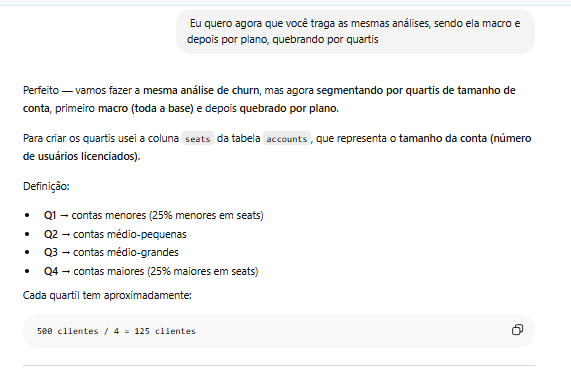 Eu quero agora que você traga as mesmas análises, sendo ela macro e
depois por plano, quebrando por quartis
Perfeito — vamos fazer a mesma análise de churn, mas agora segmentando por quartis de tamanho de
conta, primeiro macro (toda a base) e depois quebrado por plano.
Para criar os quartis usei a coluna seats da tabela accounts, que representa o tamanho da conta (número
de usuários licenciados).
Definição:
• Q1 → contas menores (25% menores em seats)
• Q2 → contas médio-pequenas
• Q3 → contas médio-grandes
• Q4 → contas maiores (25% maiores em seats)
Cada quartil tem aproximadamente:
500 clientes / 4 = 125 clientes